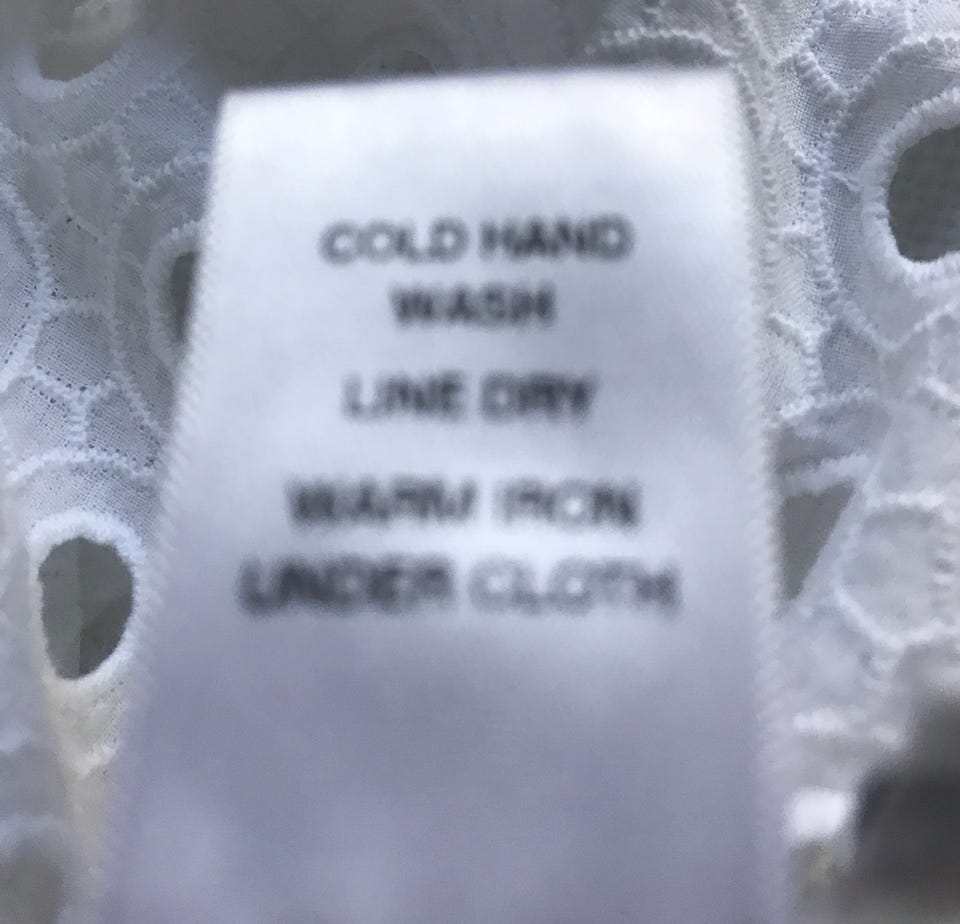 COLD HAND
WASH
LINE DRY
WARM IRON
UNDER CLOTH